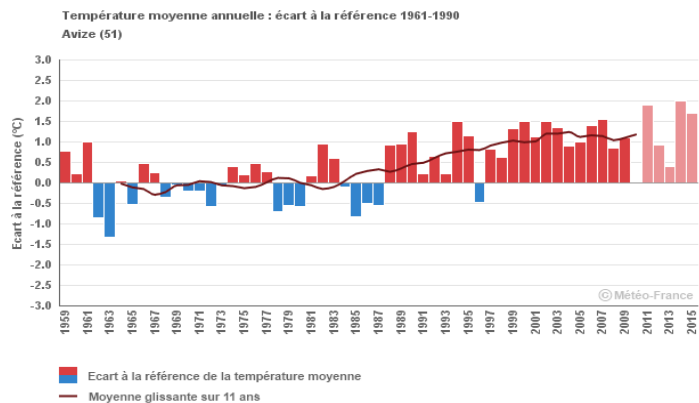 Température moyenne annuelle : écart à la référence 1961-1990
Avize (51)
Ecart à la référence (°C)
3.0
2.5
2.0
1.5
1.0
0.5
0.0
-0.5
-1.0
-1.5
-2.0
-2.5
-3.0
© Météo-France
1959 1961 1963 1965 1967 1969 1971 1973 1975 1977 1979 1981 1983 1985 1987 1989 1991 1993 1995 1997 1999 2001 2003 2005 2007 2009 2011 2013 2015
Ecart à la référence de la température moyenne
Moyenne glissante sur 11 ans